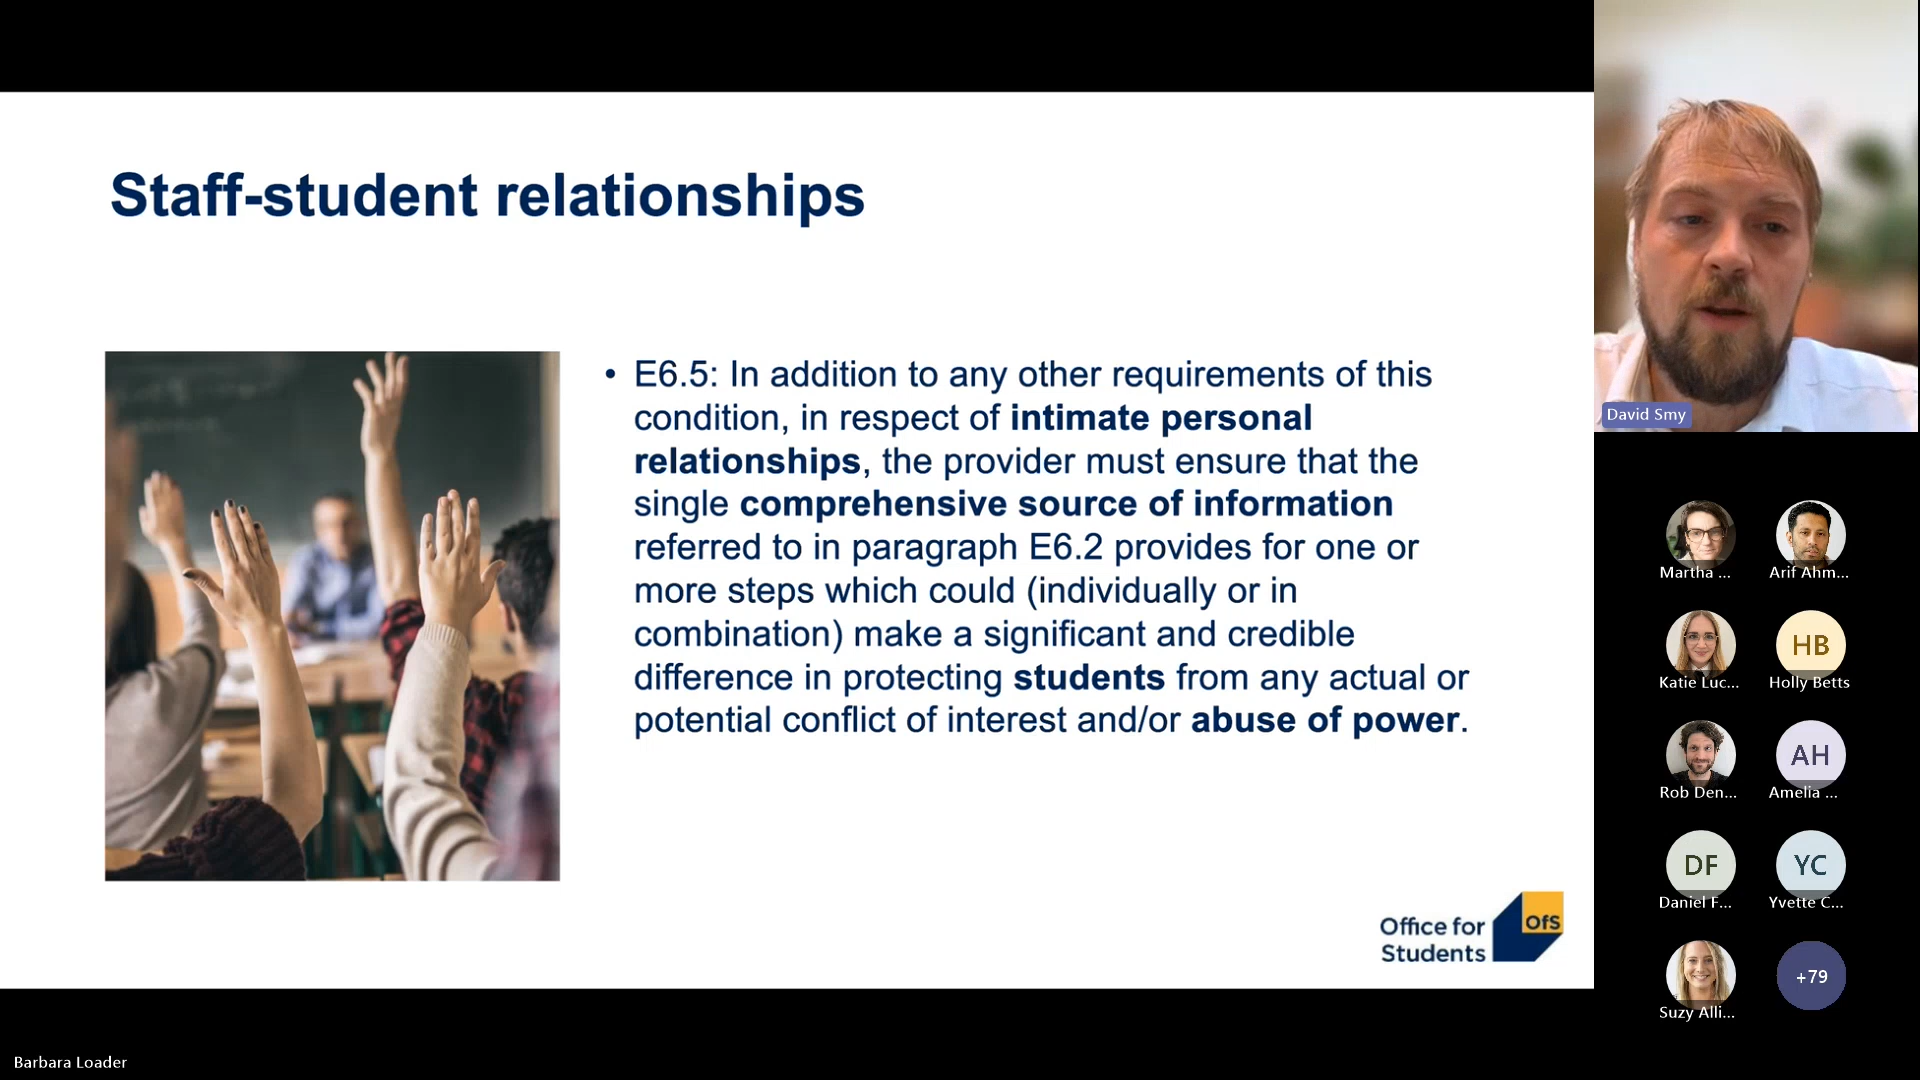 Staff-student relationships
• E6.5: In addition to any other requirements of this
condition, in respect of intimate personal
relationships, the provider must ensure that the
single comprehensive source of information
referred to in paragraph E6.2 provides for one or
more steps which could (individually or in
combination) make a significant and credible
difference in protecting students from any actual or
potential conflict of interest and/or abuse of power.
Office for
Students
OfS
Barbara Loader
David Smy
Martha ...
Arif Ahm...
Katie Luc...
HB
Holly Betts
Rob Den...
AH
Amelia ...
DF
Daniel F...
YC
Yvette C...
Suzy Alli...
+79